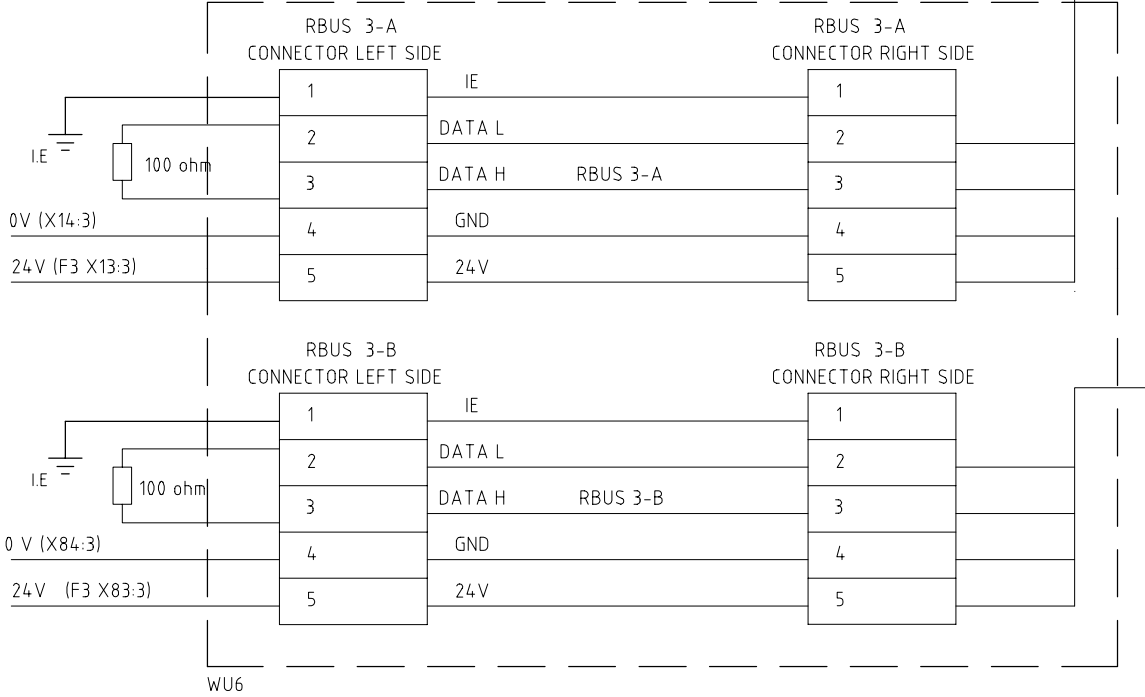 RBUS 3-A
CONNECTOR LEFT SIDE
RBUS 3-A
CONNECTOR RIGHT SIDE
1 IE 1
2 DATA L 2
I.E 100 ohm
3 DATA H RBUS 3-A 3
0V (X14:3) 4 GND 4
24V (F3 X13:3) 5 24V 5
RBUS 3-B
CONNECTOR LEFT SIDE
RBUS 3-B
CONNECTOR RIGHT SIDE
1 IE 1
2 DATA L 2
I.E 100 ohm
3 DATA H RBUS 3-B 3
0 V (X84:3) 4 GND 4
24V (F3 X83:3) 5 24V 5
WU6